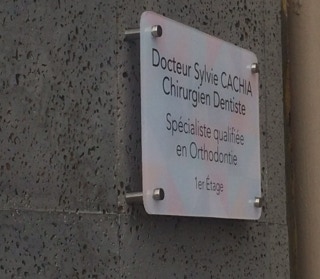 Docteur Sylvie CACHIA
Chirurgien Dentiste
Spécialiste qualifiée
en Orthodontie
1er Étage